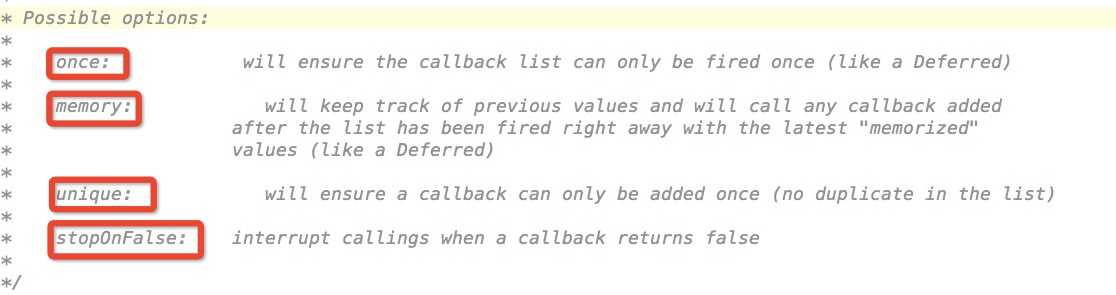 * Possible options:
*
* once: will ensure the callback list can only be fired once (like a Deferred)
*
* memory: will keep track of previous values and will call any callback added
* after the list has been fired right away with the latest "memorized"
* values (like a Deferred)
*
* unique: will ensure a callback can only be added once (no duplicate in the list)
*
* stopOnFalse: interrupt callings when a callback returns false
*
*/